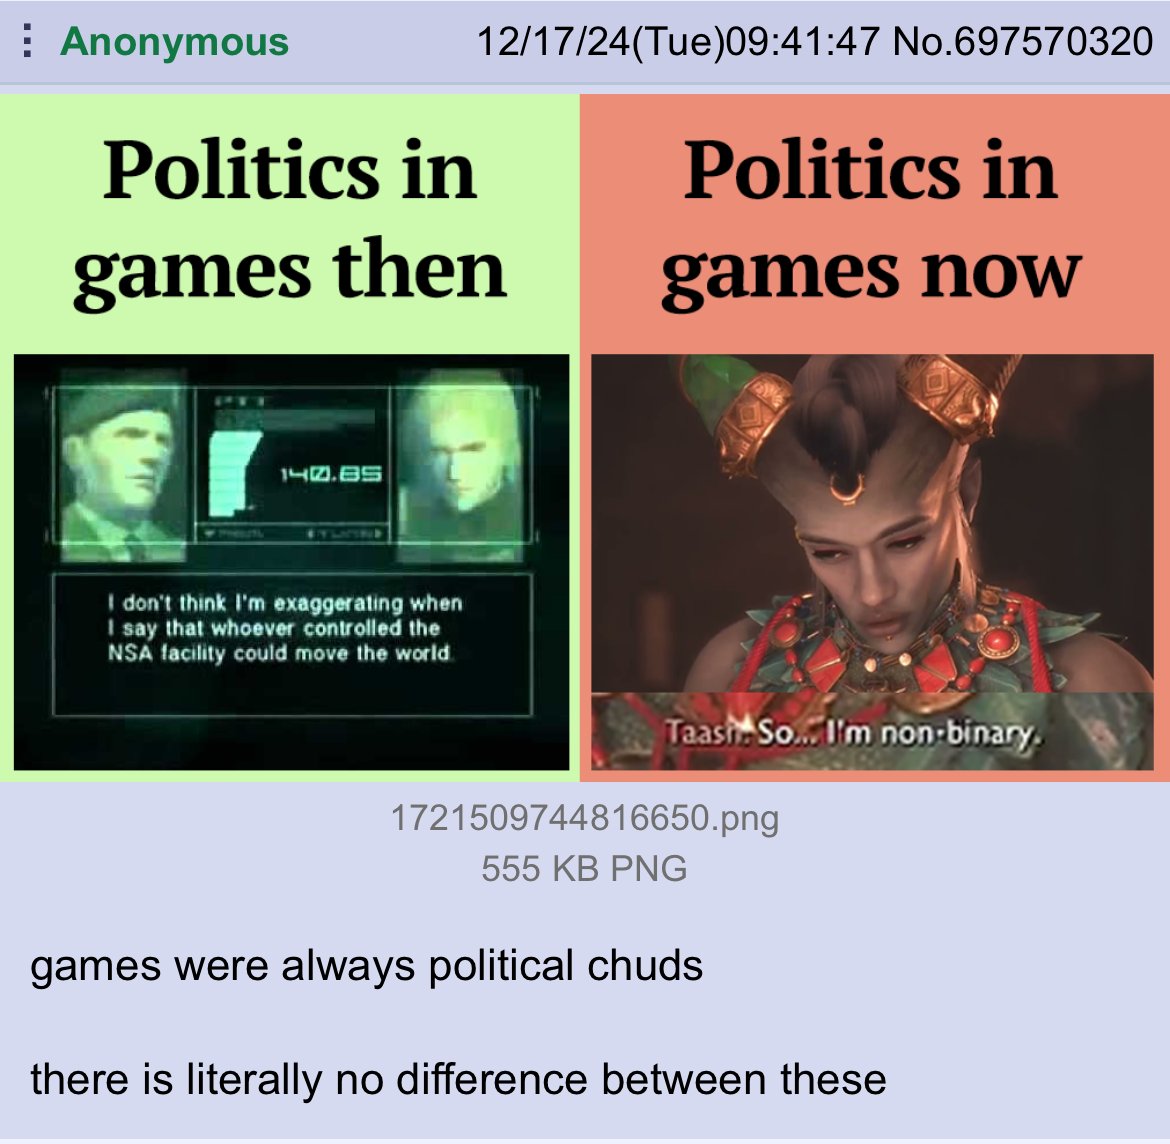 Anonymous 12/17/24(Tue)09:41:47 No.697570320
Politics in
games then
Politics in
games now
140.85
I don't think I'm exaggerating when
I say that whoever controlled the
NSA facility could move the world.
Taash: So... I'm non-binary.
1721509744816650.png
555 KB PNG
games were always political chuds
there is literally no difference between these